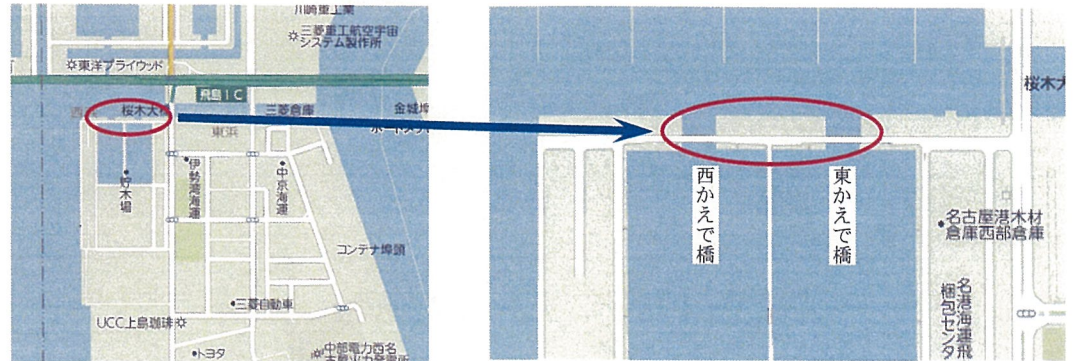 川崎重工業
三菱重工航空宇宙
システム製作所
東洋プライウッド
飛島IC
桜木大橋
三菱倉庫
東浜
伊勢湾海運
中京海運
貯木場
コンテナ埠頭
三菱自動車
UCC上島珈琲
トヨタ
中部電力西名
桜木大
西かえで橋
東かえで橋
名古屋港木材
倉庫西部倉庫
名港海運飛
梱包センタ